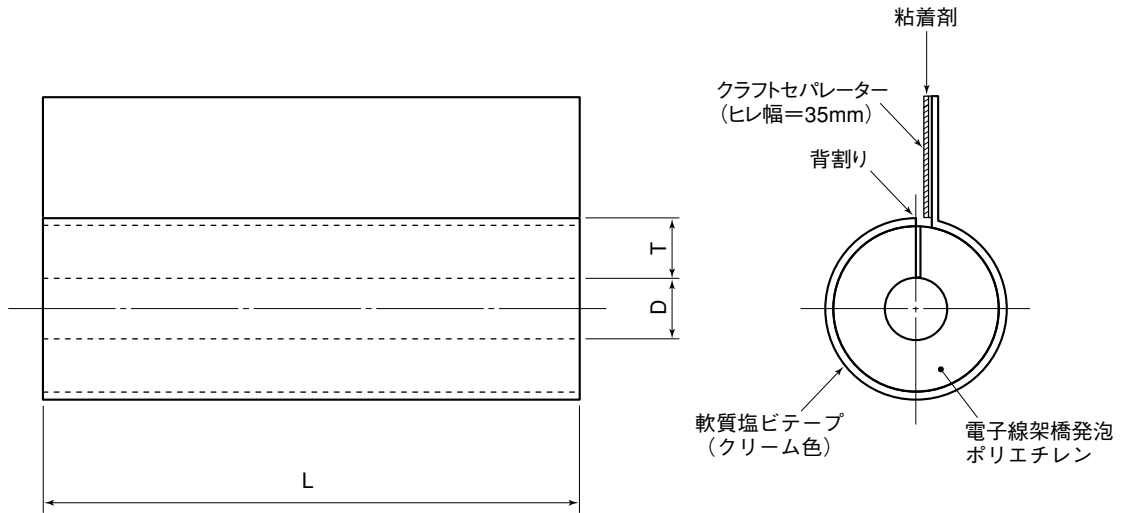 粘着剤
クラフトセパレーター
（ヒレ幅＝35mm）
背割り
T
D
軟質塩ビテープ
（クリーム色）
電子線架橋発泡
ポリエチレン
L